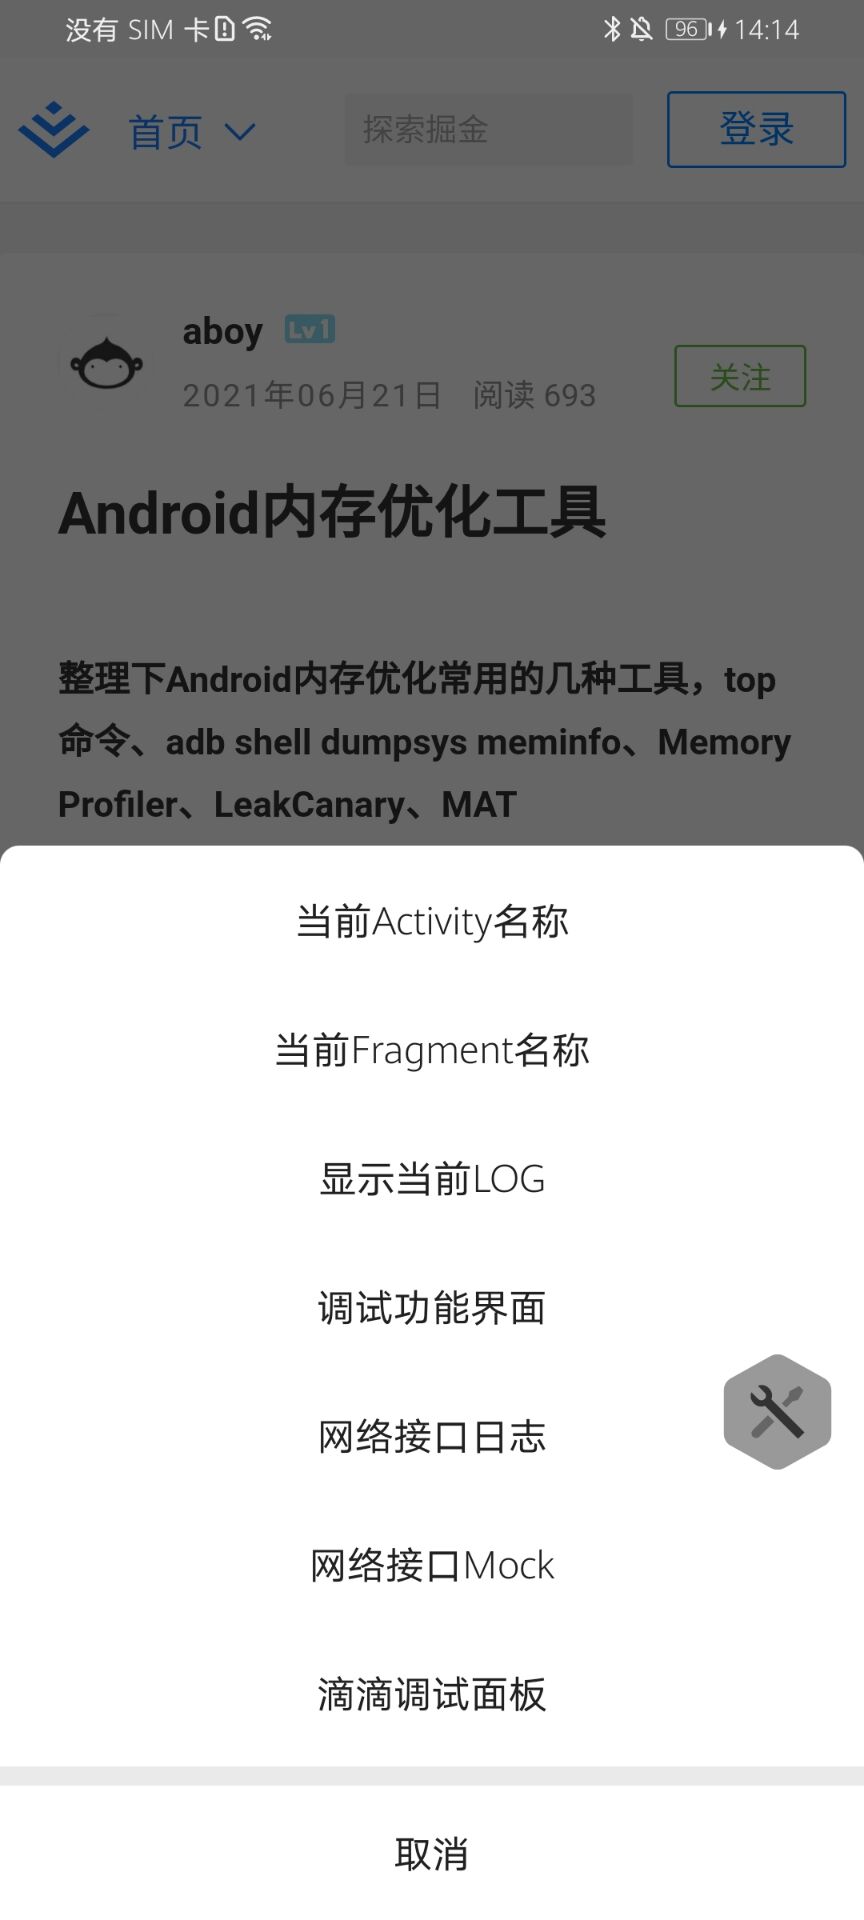 没有 SIM 卡 96 14:14
首页 探索掘金 登录
aboy Lv1
2021年06月21日 阅读 693 关注
Android内存优化工具
整理下Android内存优化常用的几种工具，top
命令、adb shell dumpsys meminfo、Memory
Profiler、LeakCanary、MAT
当前Activity名称
当前Fragment名称
显示当前LOG
调试功能界面
网络接口日志
网络接口Mock
滴滴调试面板
取消